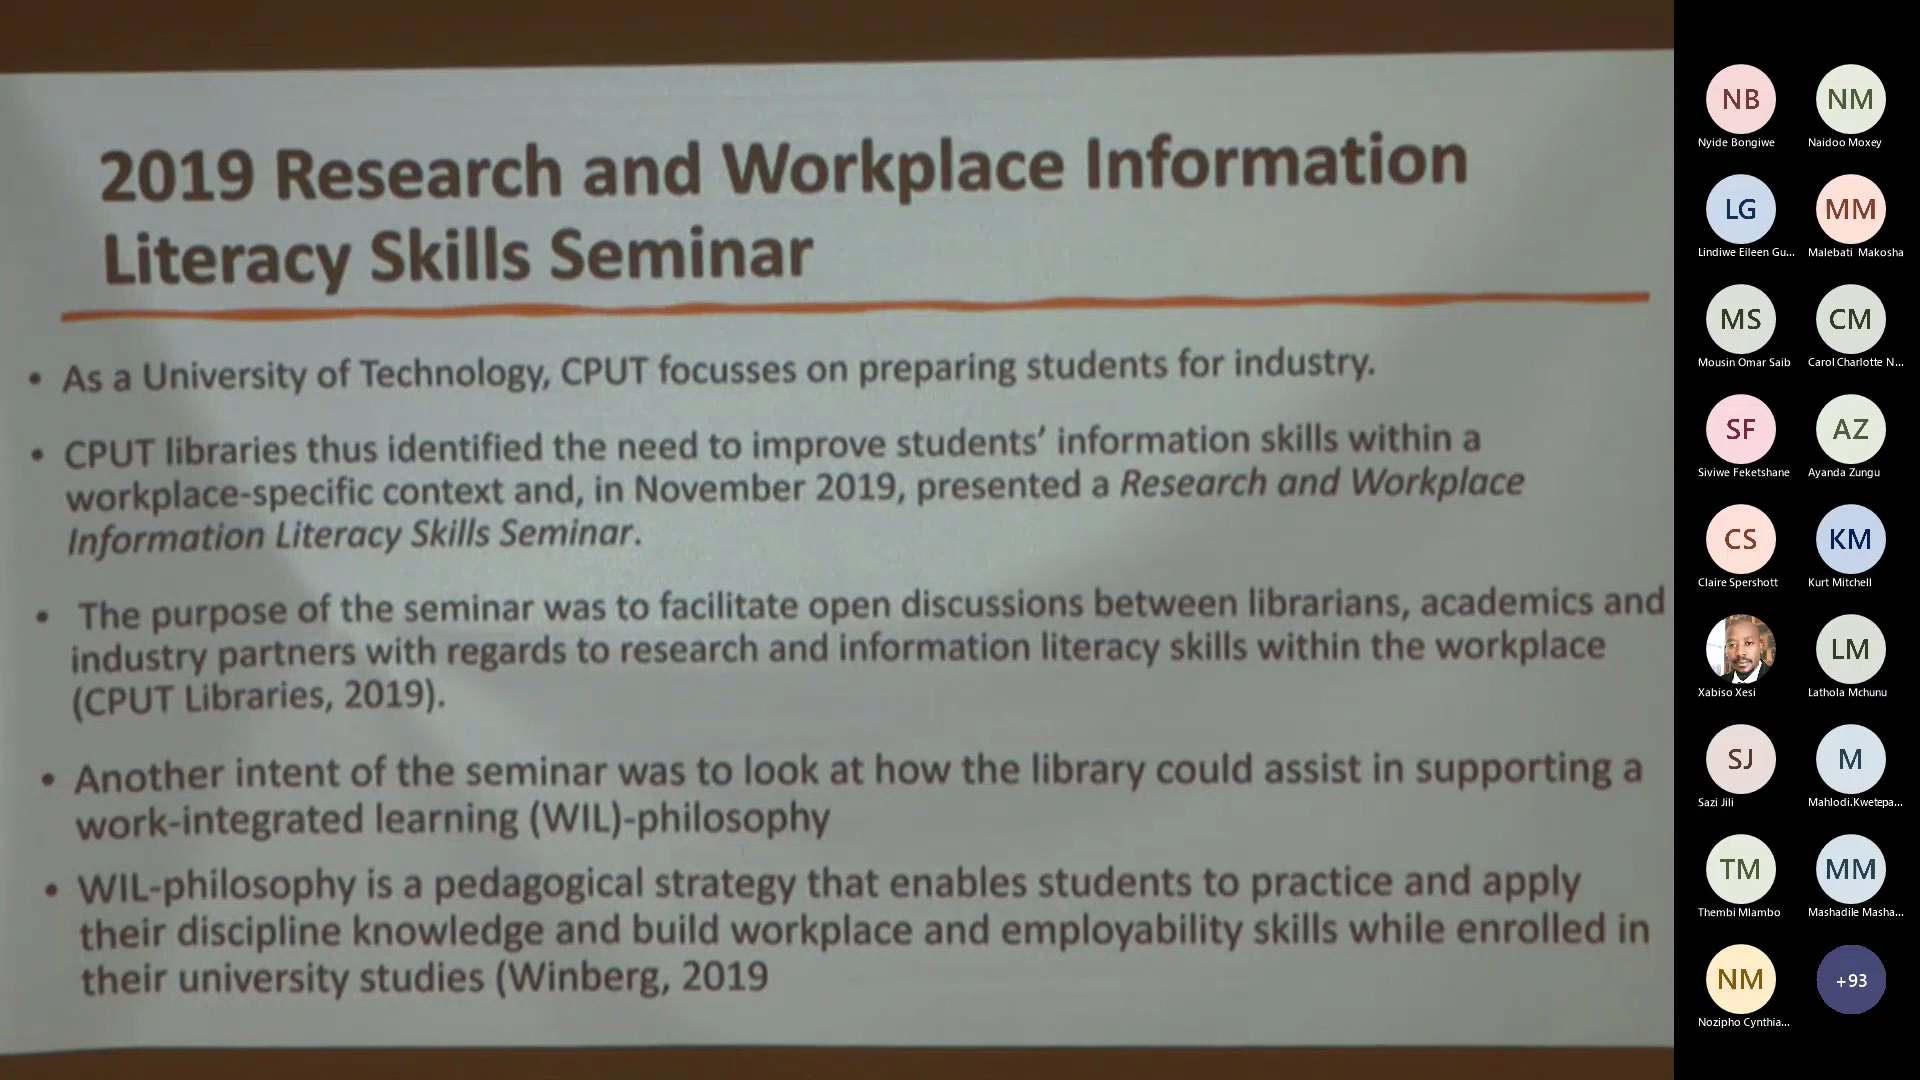 2019 Research and Workplace Information
Literacy Skills Seminar
• As a University of Technology, CPUT focusses on preparing students for industry.
• CPUT libraries thus identified the need to improve students’ information skills within a
workplace-specific context and, in November 2019, presented a Research and Workplace
Information Literacy Skills Seminar.
• The purpose of the seminar was to facilitate open discussions between librarians, academics and
industry partners with regards to research and information literacy skills within the workplace
(CPUT Libraries, 2019).
• Another intent of the seminar was to look at how the library could assist in supporting a
work-integrated learning (WIL)-philosophy
• WIL-philosophy is a pedagogical strategy that enables students to practice and apply
their discipline knowledge and build workplace and employability skills while enrolled in
their university studies (Winberg, 2019
NB NM
Nyide Bongiwe Naidoo Moxey
LG MM
Lindiwe Eileen Gu... Malebati Makosha
MS CM
Mousin Omar Saib Carol Charlotte N...
SF AZ
Siviwe Feketshane Ayanda Zungu
CS KM
Claire Spershott Kurt Mitchell
LM
Xabiso Xesi Lathola Mchunu
SJ M
Sazi Jili Mahlodi.Kwetepa...
TM MM
Thembi Mlambo Mashadile Masha...
NM +93
Nozipho Cynthia...